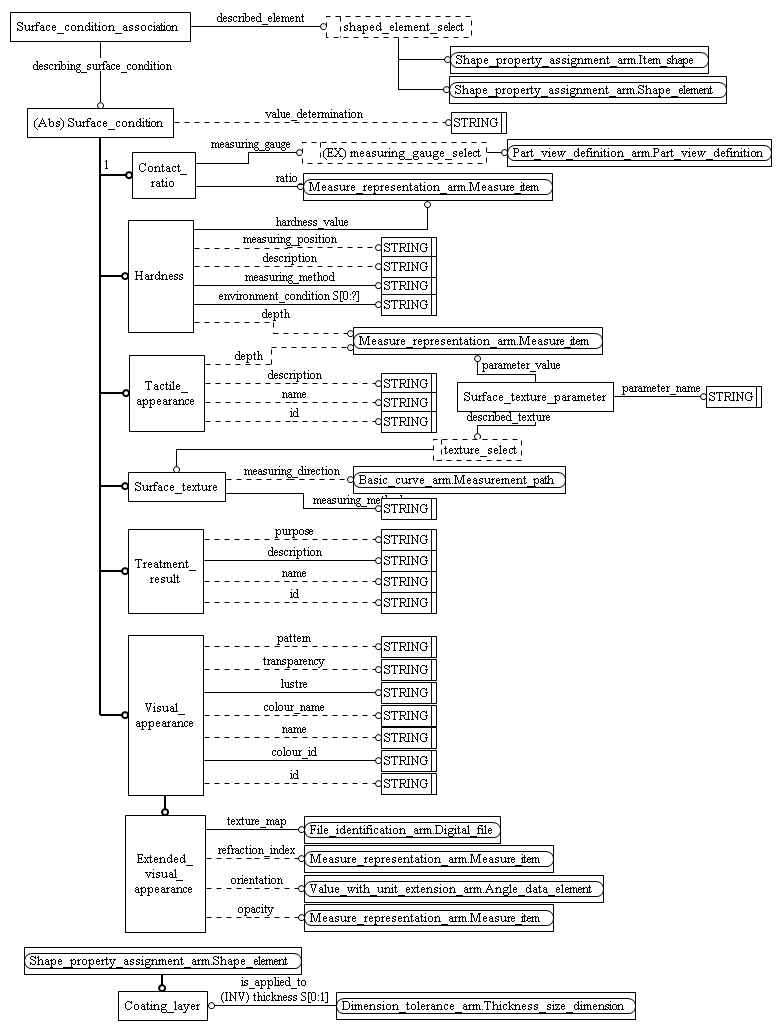 Surface_condition_association
described_element
shaped_element_select
Shape_property_assignment_arm.Item_shape
describing_surface_condition
Shape_property_assignment_arm.Shape_element
(Abs) Surface_condition
value_determination
STRING
1
Contact_
ratio
measuring_gauge
(EX) measuring_gauge_select
Part_view_definition_arm.Part_view_definition
ratio
Measure_representation_arm.Measure_item
Hardness
hardness_value
measuring_position
STRING
description
STRING
measuring_method
STRING
environment_condition S[0:?]
STRING
depth
Measure_representation_arm.Measure_item
Tactile_
appearance
depth
description
STRING
name
STRING
id
STRING
parameter_value
Surface_texture_parameter
parameter_name
STRING
described_texture
texture_select
Surface_texture
measuring_direction
Basic_curve_arm.Measurement_path
STRING
Treatment_
result
purpose
STRING
description
STRING
name
STRING
id
STRING
Visual_
appearance
pattern
STRING
transparency
STRING
lustre
STRING
colour_name
STRING
name
STRING
colour_id
STRING
id
STRING
Extended_
visual_
appearance
texture_map
File_identification_arm.Digital_file
refraction_index
Measure_representation_arm.Measure_item
orientation
Value_with_unit_extension_arm.Angle_data_element
opacity
Measure_representation_arm.Measure_item
Shape_property_assignment_arm.Shape_element
Coating_layer
is_applied_to
(INV) thickness S[0:1]
Dimension_tolerance_arm.Thickness_size_dimension